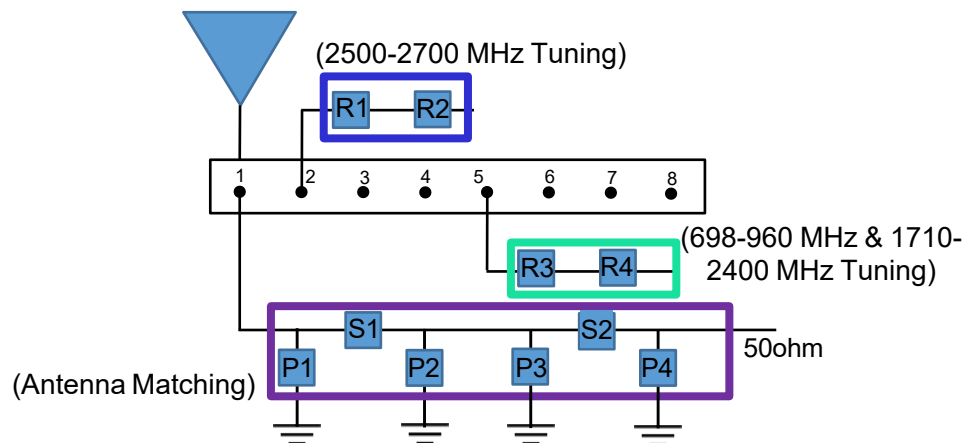 (2500-2700 MHz Tuning)
R1 R2
1 2 3 4 5 6 7 8
(698-960 MHz & 1710-
2400 MHz Tuning)
R3 R4
S1 S2
50ohm
P1 P2 P3 P4
(Antenna Matching)